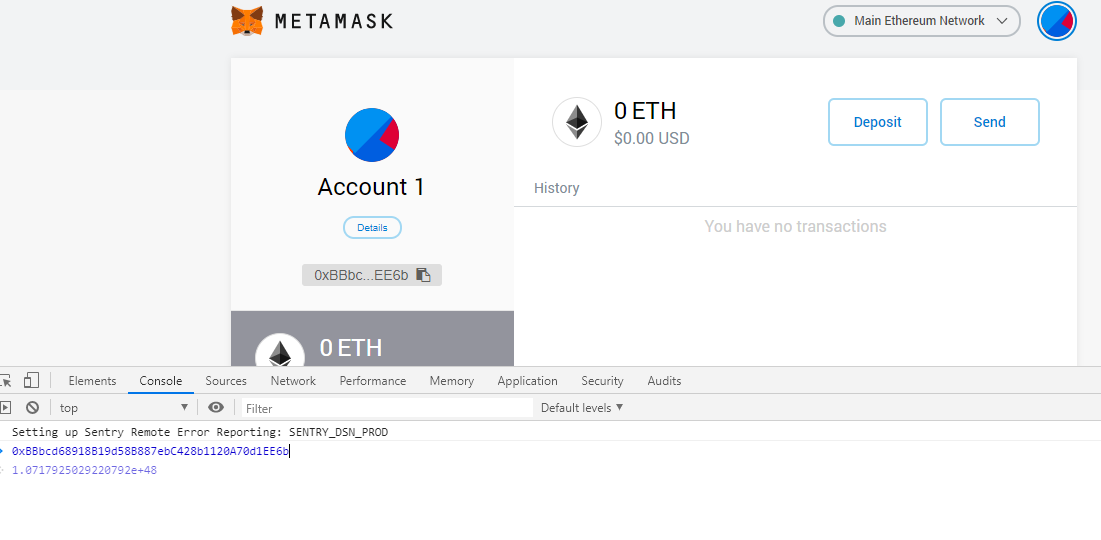 METAMASK
Main Ethereum Network
Account 1
Details
0xBBbc...EE6b
0 ETH
0 ETH
$0.00 USD
Deposit
Send
History
You have no transactions
Elements Console Sources Network Performance Memory Application Security Audits
top Filter Default levels
Setting up Sentry Remote Error Reporting: SENTRY_DSN_PROD
0xBBbcd68918B19d58B887ebC428b1120A70d1EE6b
1.0717925029220792e+48